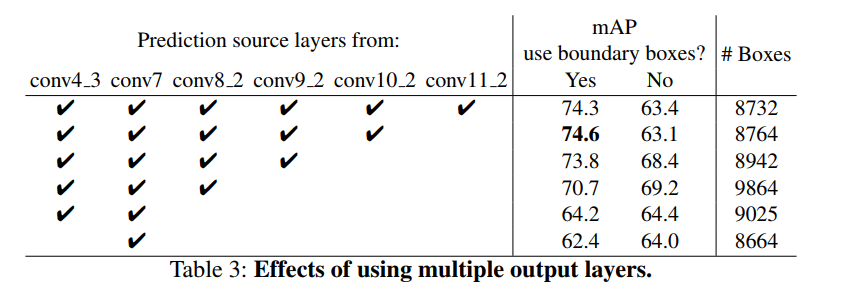 Prediction source layers from: mAP
use boundary boxes? # Boxes
conv4_3 conv7 conv8_2 conv9_2 conv10_2 conv11_2 Yes No
✔ ✔ ✔ ✔ ✔ ✔ 74.3 63.4 8732
✔ ✔ ✔ ✔ ✔ 74.6 63.1 8764
✔ ✔ ✔ ✔ 73.8 68.4 8942
✔ ✔ ✔ 70.7 69.2 9864
✔ ✔ 64.2 64.4 9025
✔ 62.4 64.0 8664
Table 3: Effects of using multiple output layers.